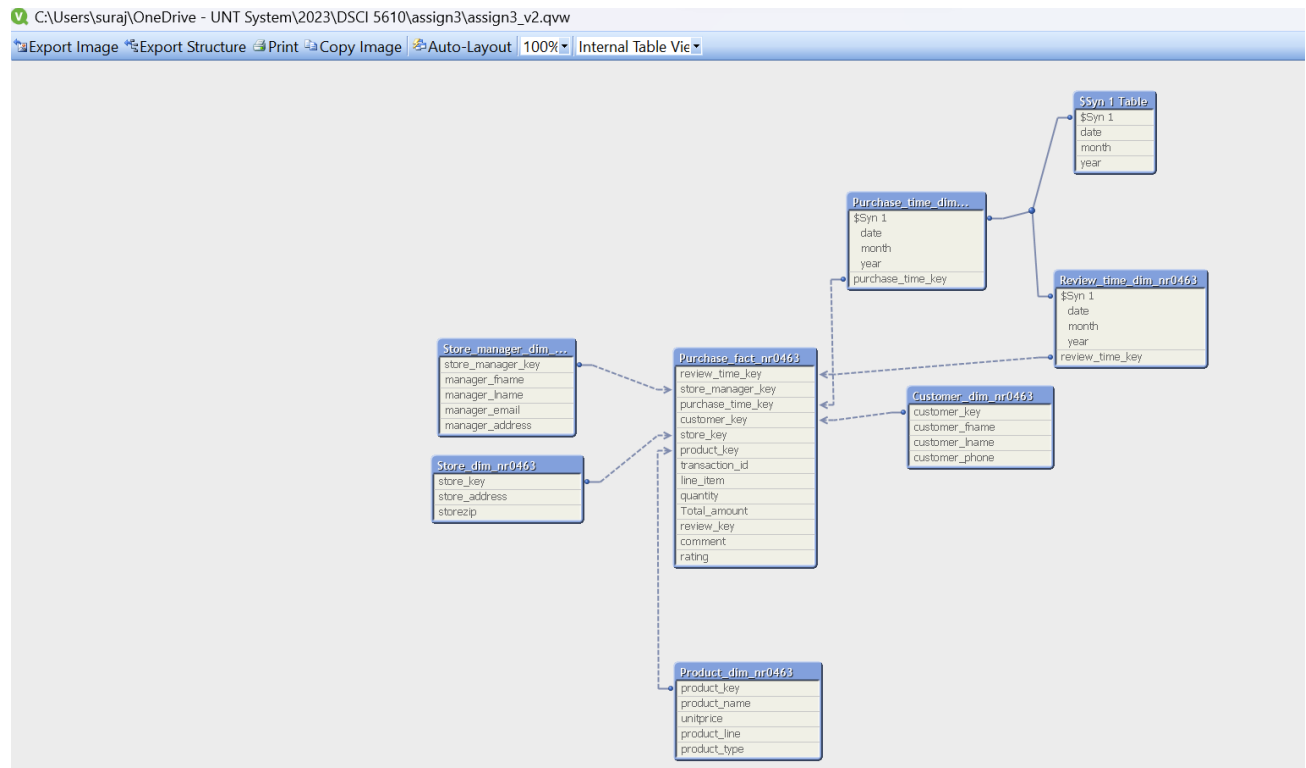 C:\Users\suraj\OneDrive - UNT System\2023\DSCI 5610\assign3\assign3_v2.qvw
Export Image Export Structure Print Copy Image Auto-Layout 100% Internal Table Vie
$Syn 1 Table
$Syn 1
date
month
year
Purchase_time_dim...
$Syn 1
date
month
year
purchase_time_key
Review_time_dim_nr0463
$Syn 1
date
month
year
review_time_key
Store_manager_dim_...
store_manager_key
manager_fname
manager_lname
manager_email
manager_address
Purchase_fact_nr0463
review_time_key
store_manager_key
purchase_time_key
customer_key
store_key
product_key
transaction_id
line_item
quantity
Total_amount
review_key
comment
rating
Customer_dim_nr0463
customer_key
customer_fname
customer_lname
customer_phone
Store_dim_nr0463
store_key
store_address
storezip
Product_dim_nr0463
product_key
product_name
unitprice
product_line
product_type